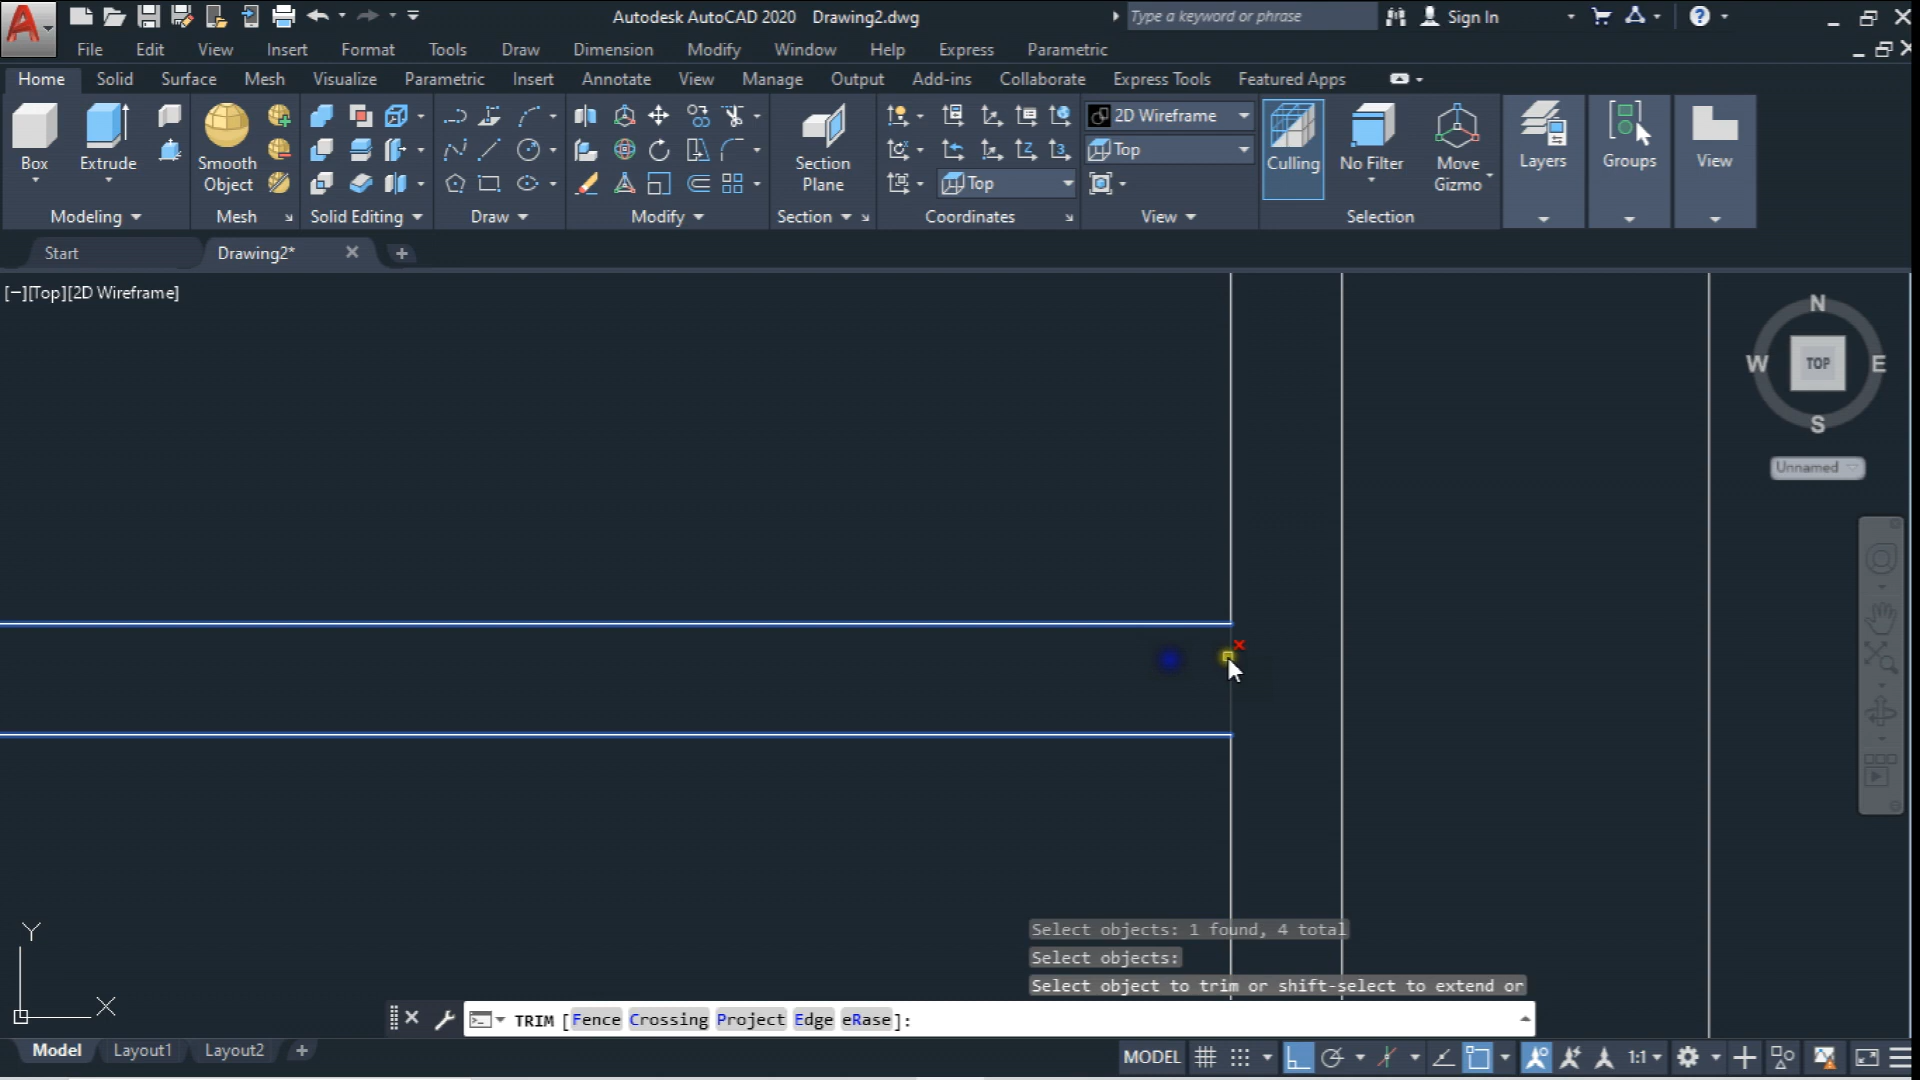 Autodesk AutoCAD 2020 Drawing2.dwg
Type a keyword or phrase
Sign In
File Edit View Insert Format Tools Draw Dimension Modify Window Help Express Parametric
Home Solid Surface Mesh Visualize Parametric Insert Annotate View Manage Output Add-ins Collaborate Express Tools Featured Apps
2D Wireframe
Top
Top
Box Extrude Smooth Object Section Plane Culling No Filter Move Gizmo Layers Groups View
Modeling Mesh Solid Editing Draw Modify Section Coordinates View Selection
Start Drawing2*
[−][Top][2D Wireframe]
N
W TOP E
S
Unnamed
Y
X
Select objects: 1 found, 4 total
Select objects:
Select object to trim or shift-select to extend or
TRIM [Fence Crossing Project Edge eRase]:
Model Layout1 Layout2 MODEL 1:1